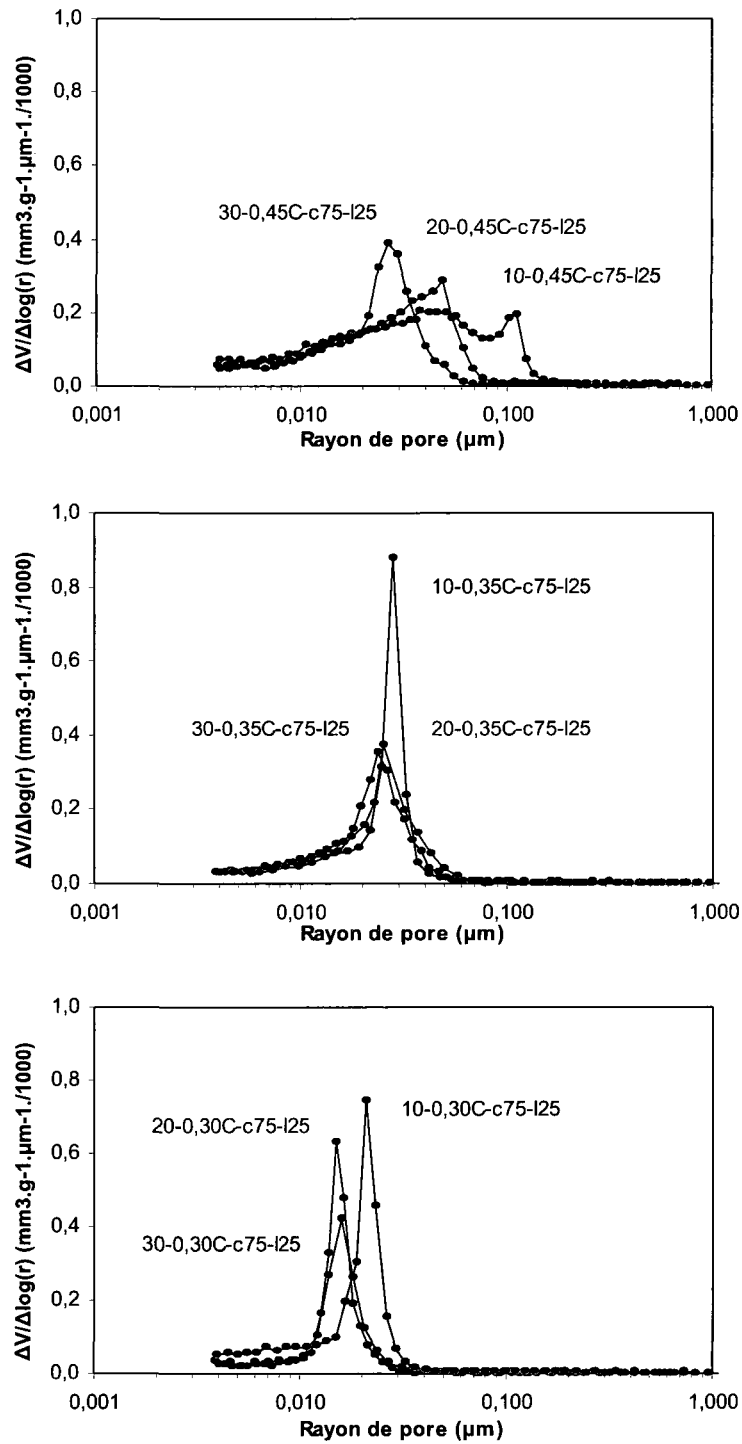 ΔV/Δlog(r) (mm3.g-1.µm-1./1000)
1,0
0,8
0,6
0,4
0,2
0,0
30-0,45C-c75-l25
20-0,45C-c75-l25
10-0,45C-c75-l25
0,001
0,010
0,100
1,000
Rayon de pore (µm)
ΔV/Δlog(r) (mm3.g-1.µm-1./1000)
1,0
0,8
0,6
0,4
0,2
0,0
10-0,35C-c75-l25
30-0,35C-c75-l25
20-0,35C-c75-l25
0,001
0,010
0,100
1,000
Rayon de pore (µm)
ΔV/Δlog(r) (mm3.g-1.µm-1./1000)
1,0
0,8
0,6
0,4
0,2
0,0
10-0,30C-c75-l25
20-0,30C-c75-l25
30-0,30C-c75-l25
0,001
0,010
0,100
1,000
Rayon de pore (µm)